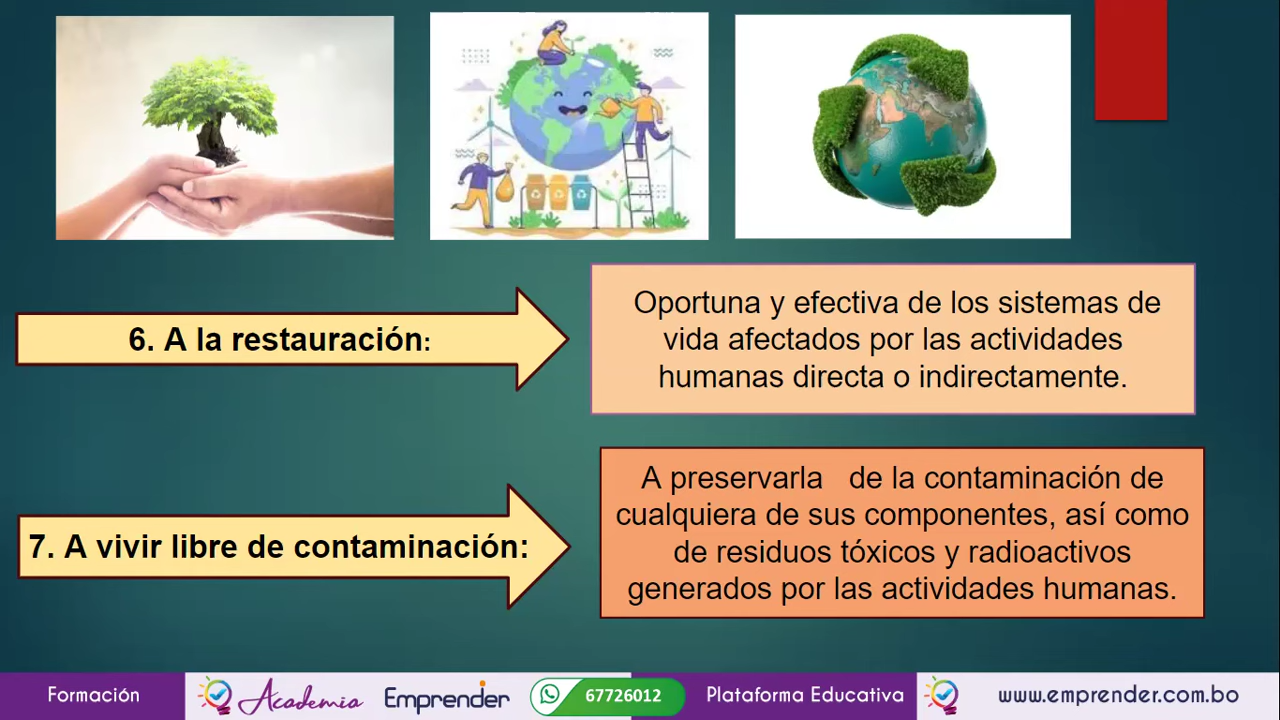 6. A la restauración:
Oportuna y efectiva de los sistemas de
vida afectados por las actividades
humanas directa o indirectamente.
7. A vivir libre de contaminación:
A preservarla de la contaminación de
cualquiera de sus componentes, así como
de residuos tóxicos y radioactivos
generados por las actividades humanas.
Formación
Academia Emprender
67726012
Plataforma Educativa
www.emprender.com.bo